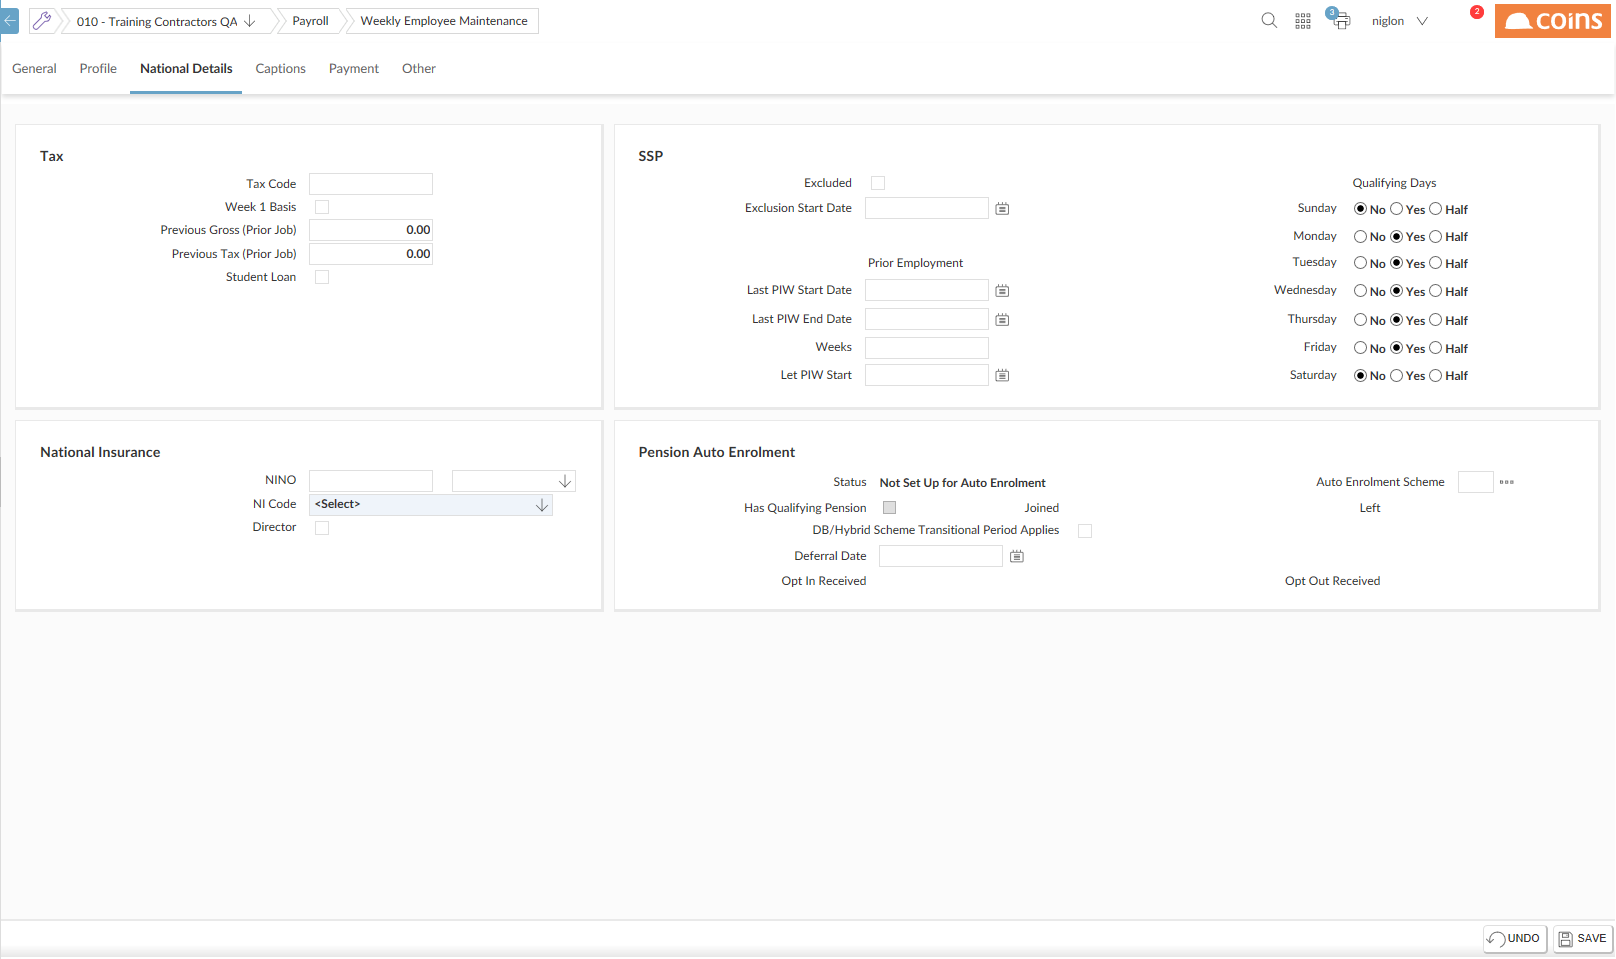 010 - Training Contractors QA
Payroll
Weekly Employee Maintenance
3
niglon
2
coins
General
Profile
National Details
Captions
Payment
Other
Tax
Tax Code
Week 1 Basis
Previous Gross (Prior Job) 0.00
Previous Tax (Prior Job) 0.00
Student Loan
SSP
Excluded
Exclusion Start Date
Prior Employment
Last PIW Start Date
Last PIW End Date
Weeks
Let PIW Start
Qualifying Days
Sunday No Yes Half
Monday No Yes Half
Tuesday No Yes Half
Wednesday No Yes Half
Thursday No Yes Half
Friday No Yes Half
Saturday No Yes Half
National Insurance
NINO
NI Code <Select>
Director
Pension Auto Enrolment
Status Not Set Up for Auto Enrolment Auto Enrolment Scheme
Has Qualifying Pension Joined Left
DB/Hybrid Scheme Transitional Period Applies
Deferral Date
Opt In Received Opt Out Received
UNDO
SAVE